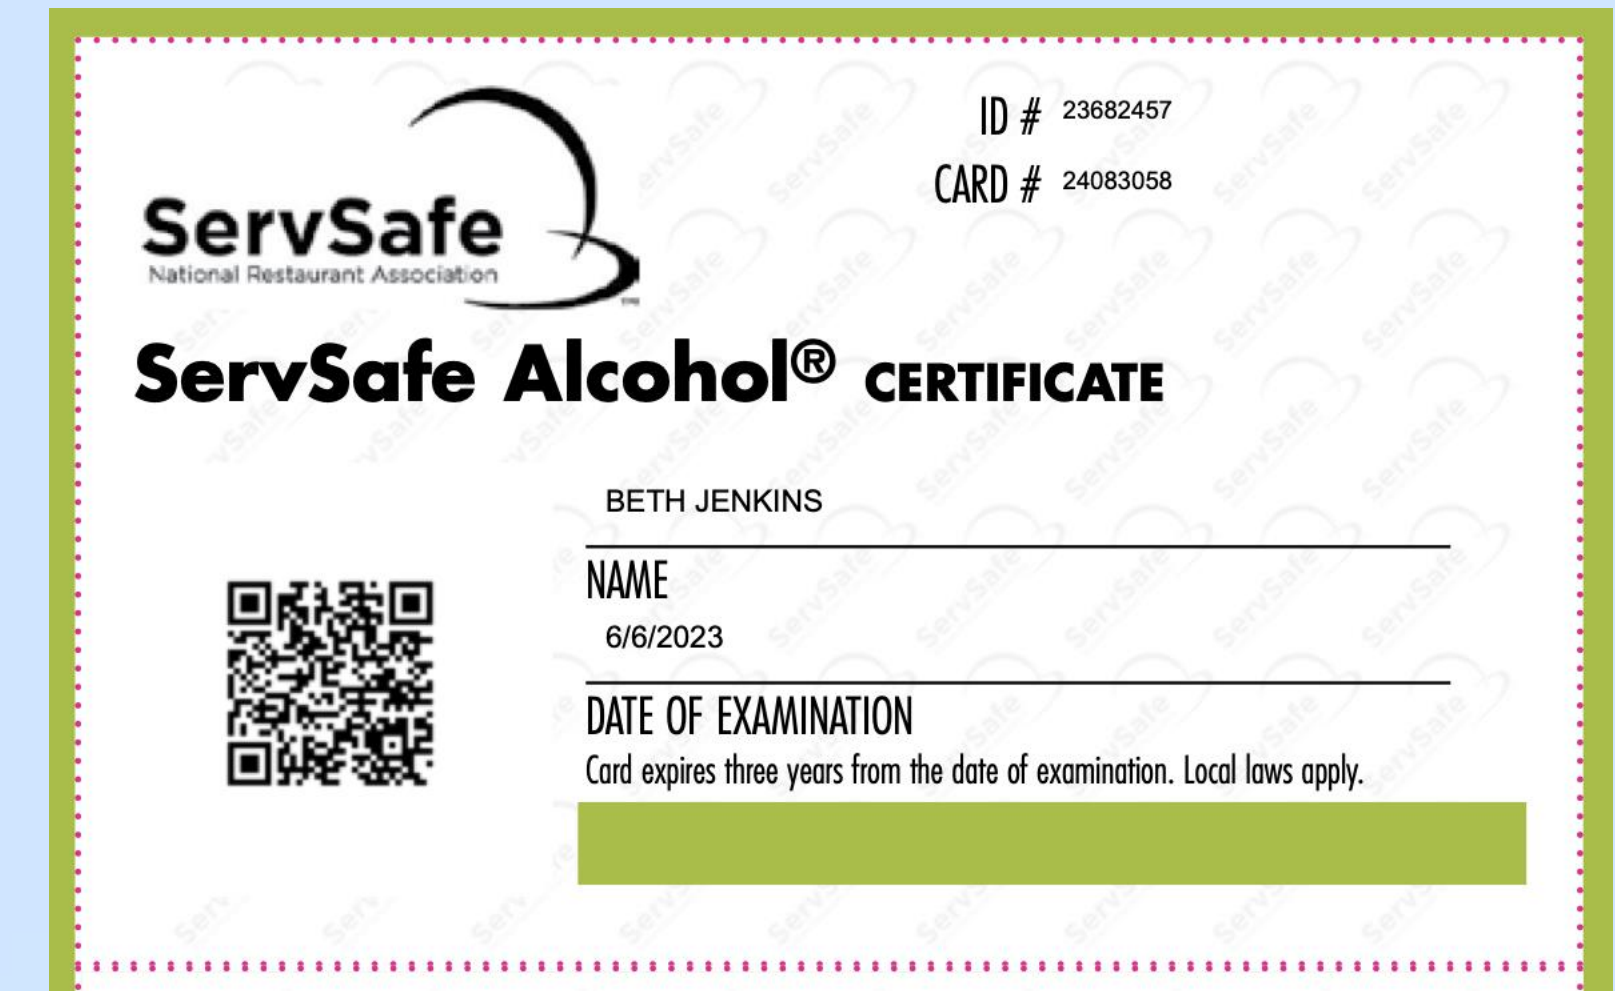 ID # 23682457
CARD # 24083058
ServSafe
National Restaurant Association
TM
ServSafe Alcohol® CERTIFICATE
BETH JENKINS
NAME
6/6/2023
DATE OF EXAMINATION
Card expires three years from the date of examination. Local laws apply.